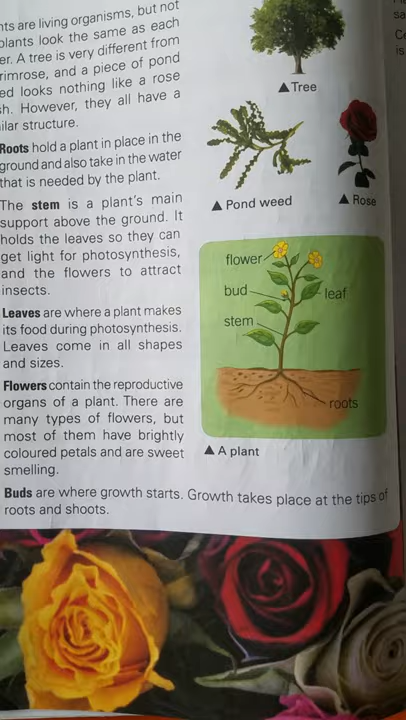 nts are living organisms, but not
plants look the same as each
er. A tree is very different from
rimrose, and a piece of pond
ed looks nothing like a rose
sh. However, they all have a
ilar structure.
Roots hold a plant in place in the
ground and also take in the water
that is needed by the plant.
The stem is a plant's main
support above the ground. It
holds the leaves so they can
get light for photosynthesis,
and the flowers to attract
insects.
Leaves are where a plant makes
its food during photosynthesis.
Leaves come in all shapes
and sizes.
Flowers contain the reproductive
organs of a plant. There are
many types of flowers, but
most of them have brightly
coloured petals and are sweet
smelling.
Buds are where growth starts. Growth takes place at the tips of
roots and shoots.
▲ Tree
▲ Pond weed
▲ Rose
flower
bud
leaf
stem
roots
▲ A plant
sa
Ce
is